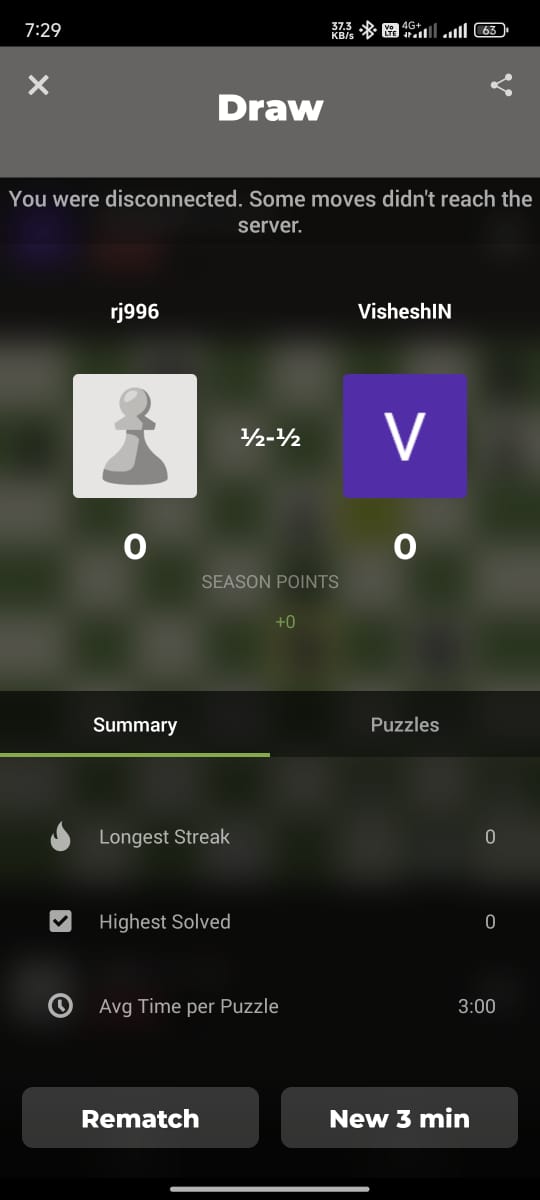 7:29
37.3
KB/s
Vo
LTE
4G+
63
Draw
You were disconnected. Some moves didn't reach the
server.
rj996
VisheshIN
½-½
V
0
0
SEASON POINTS
+0
Summary
Puzzles
Longest Streak
0
Highest Solved
0
Avg Time per Puzzle
3:00
Rematch
New 3 min